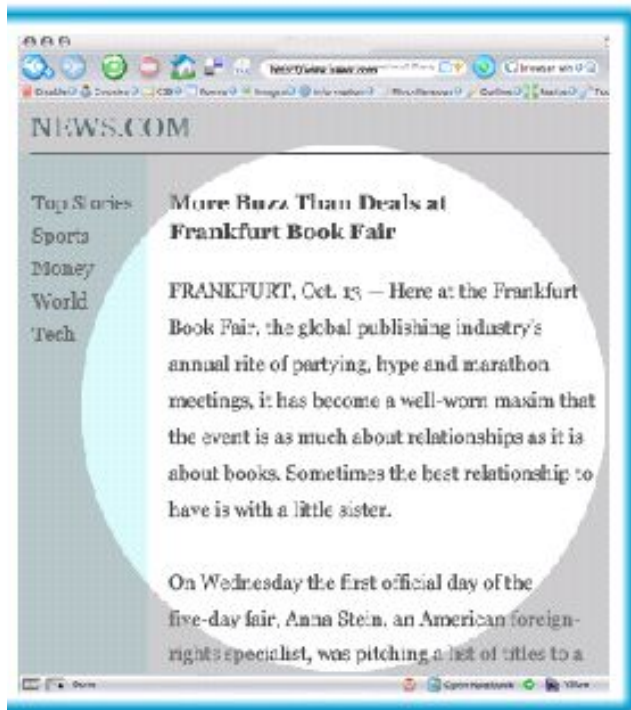 NEWS.COM
Top Stories
Sports
Money
World
Tech
More Buzz Than Deals at
Frankfurt Book Fair
FRANKFURT, Oct. 13 — Here at the Frankfurt
Book Fair, the global publishing industry's
annual rite of partying, hype and marathon
meetings, it has become a well-worn maxim that
the event is as much about relationships as it is
about books. Sometimes the best relationship to
have is with a little sister.
On Wednesday the first official day of the
five-day fair, Anna Stein, an American foreign-
rights specialist, was pitching a list of titles to a
Done